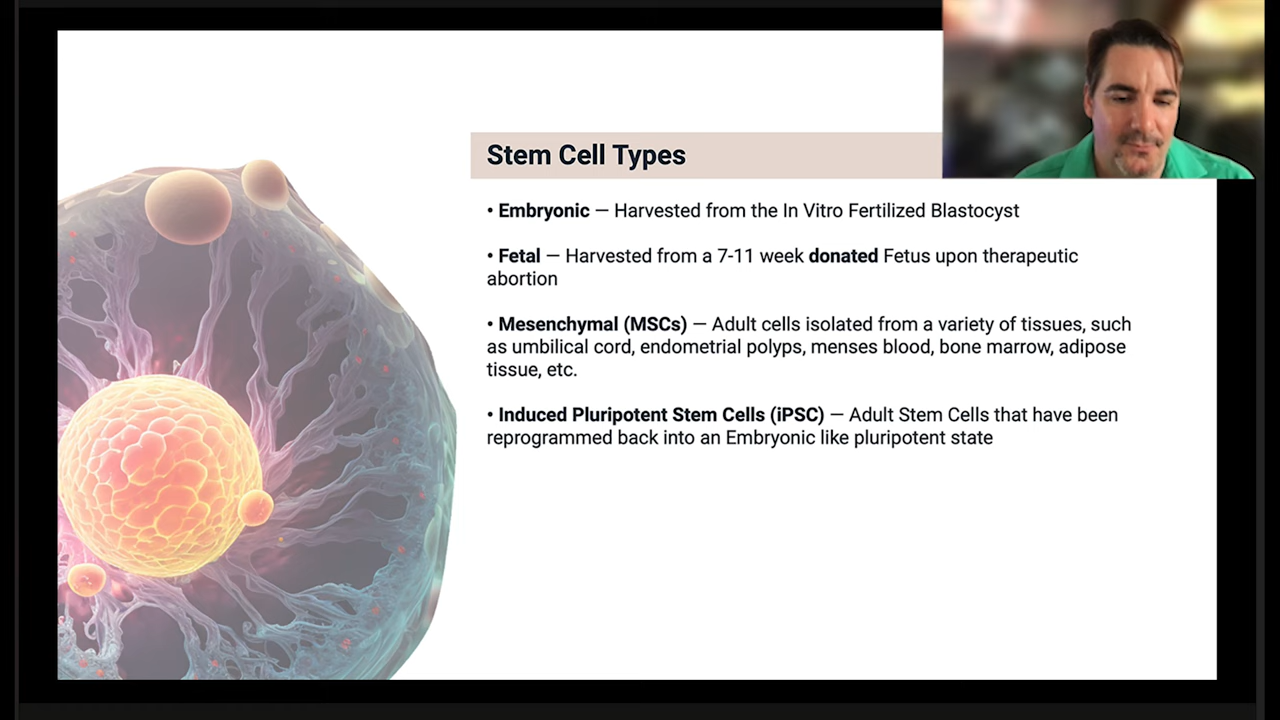 Stem Cell Types
• Embryonic — Harvested from the In Vitro Fertilized Blastocyst
• Fetal — Harvested from a 7-11 week donated Fetus upon therapeutic
abortion
• Mesenchymal (MSCs) — Adult cells isolated from a variety of tissues, such
as umbilical cord, endometrial polyps, menses blood, bone marrow, adipose
tissue, etc.
• Induced Pluripotent Stem Cells (iPSC) — Adult Stem Cells that have been
reprogrammed back into an Embryonic like pluripotent state